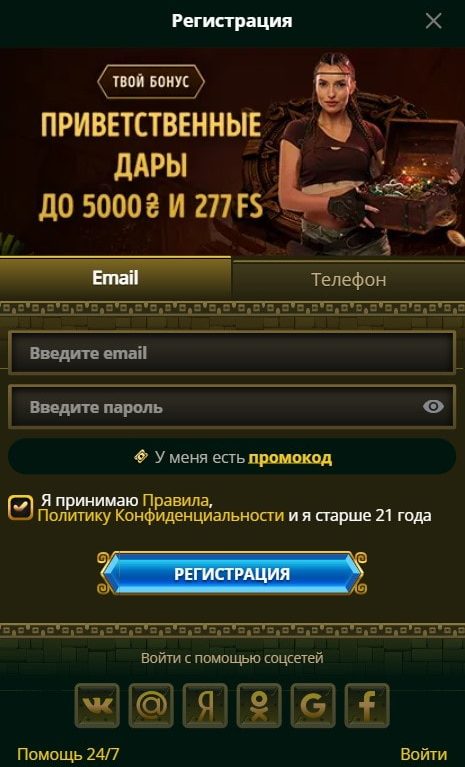 Регистрация
ТВОЙ БОНУС
ПРИВЕТСТВЕННЫЕ
ДАРЫ
ДО 5000 ₴ И 277 FS
Email
Телефон
Введите email
Введите пароль
У меня есть промокод
Я принимаю Правила,
Политику Конфиденциальности и я старше 21 года
РЕГИСТРАЦИЯ
Войти с помощью соцсетей
Помощь 24/7
Войти